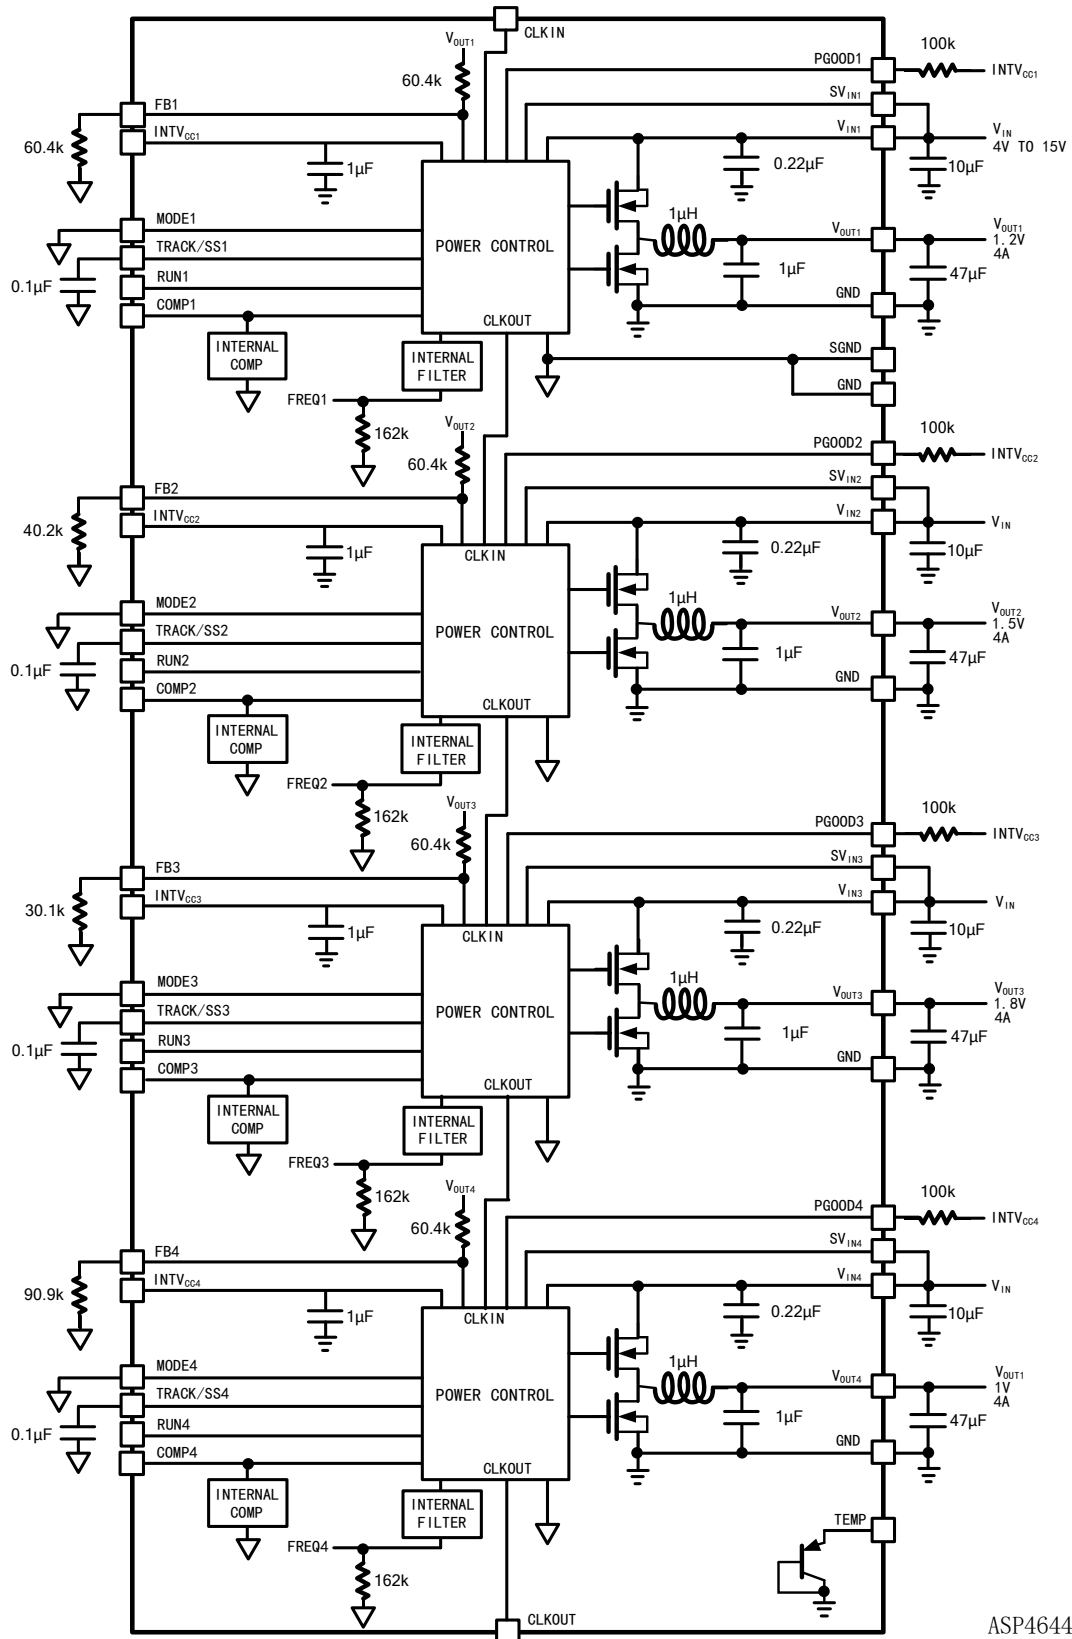 CLKIN
VOUT1
60.4k
PGOOD1
100k
INTVCC1
SVIN1
FB1
INTVCC1
60.4k
1μF
VIN1
VIN
4V TO 15V
0.22μF
10μF
MODE1
TRACK/SS1
0.1μF
RUN1
COMP1
POWER CONTROL
CLKOUT
1μH
VOUT1
VOUT1
1.2V
4A
1μF
47μF
GND
INTERNAL
COMP
INTERNAL
FILTER
SGND
GND
FREQ1
162k
VOUT2
60.4k
PGOOD2
100k
INTVCC2
SVIN2
FB2
INTVCC2
40.2k
1μF
CLKIN
VIN2
VIN
0.22μF
10μF
MODE2
TRACK/SS2
0.1μF
RUN2
COMP2
POWER CONTROL
CLKOUT
1μH
VOUT2
VOUT2
1.5V
4A
1μF
47μF
GND
INTERNAL
COMP
INTERNAL
FILTER
FREQ2
162k
VOUT3
60.4k
PGOOD3
100k
INTVCC3
SVIN3
FB3
INTVCC3
30.1k
1μF
CLKIN
VIN3
VIN
0.22μF
10μF
MODE3
TRACK/SS3
0.1μF
RUN3
COMP3
POWER CONTROL
CLKOUT
1μH
VOUT3
VOUT3
1.8V
4A
1μF
47μF
GND
INTERNAL
COMP
INTERNAL
FILTER
FREQ3
162k
VOUT4
60.4k
PGOOD4
100k
INTVCC4
SVIN4
FB4
INTVCC4
90.9k
1μF
CLKIN
VIN4
VIN
0.22μF
10μF
MODE4
TRACK/SS4
0.1μF
RUN4
COMP4
POWER CONTROL
CLKOUT
1μH
VOUT4
VOUT1
1V
4A
1μF
47μF
GND
INTERNAL
COMP
INTERNAL
FILTER
TEMP
FREQ4
162k
CLKOUT
ASP4644